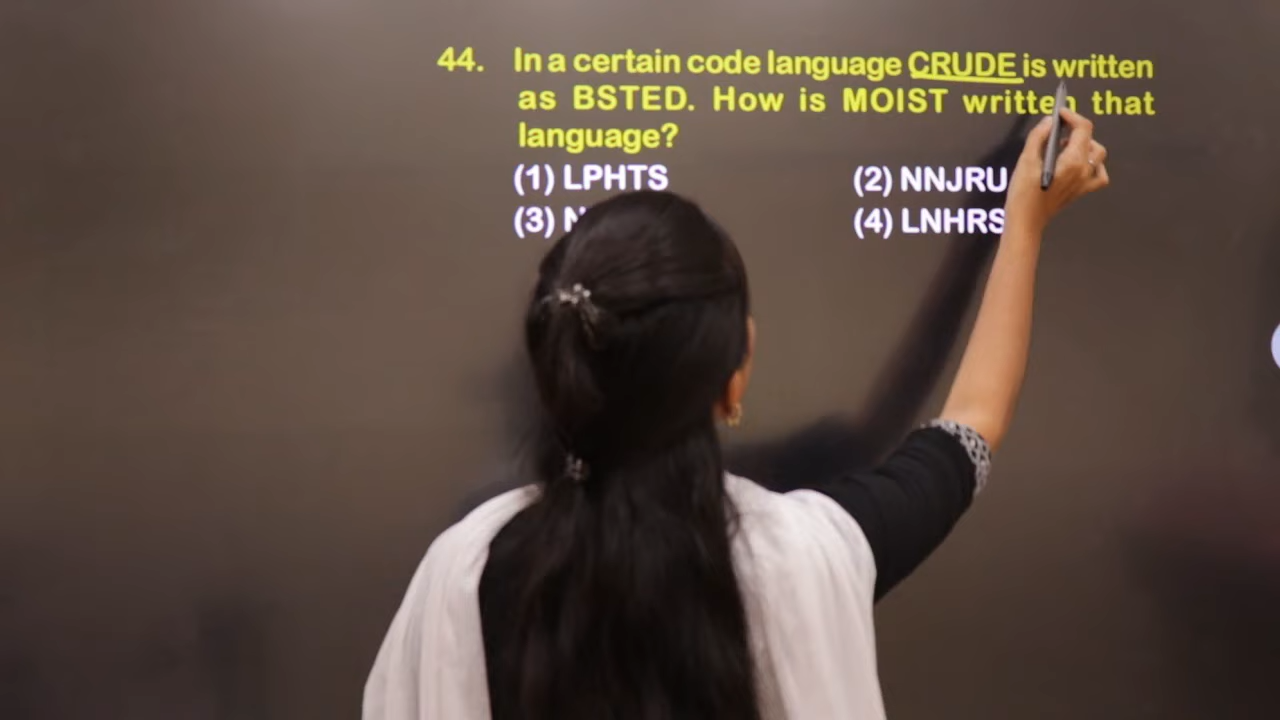 44. In a certain code language CRUDE is written
as BSTED. How is MOIST written that
language?
(1) LPHTS (2) NNJRU
(3) (4) LNHRS